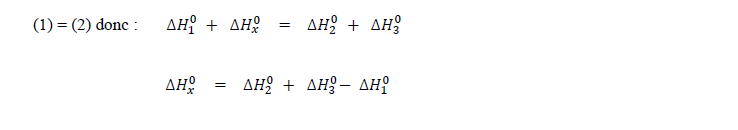 (1) = (2) donc : ΔH₁⁰ + ΔHₓ⁰ = ΔH₂⁰ + ΔH₃⁰
ΔHₓ⁰ = ΔH₂⁰ + ΔH₃⁰ − ΔH₁⁰